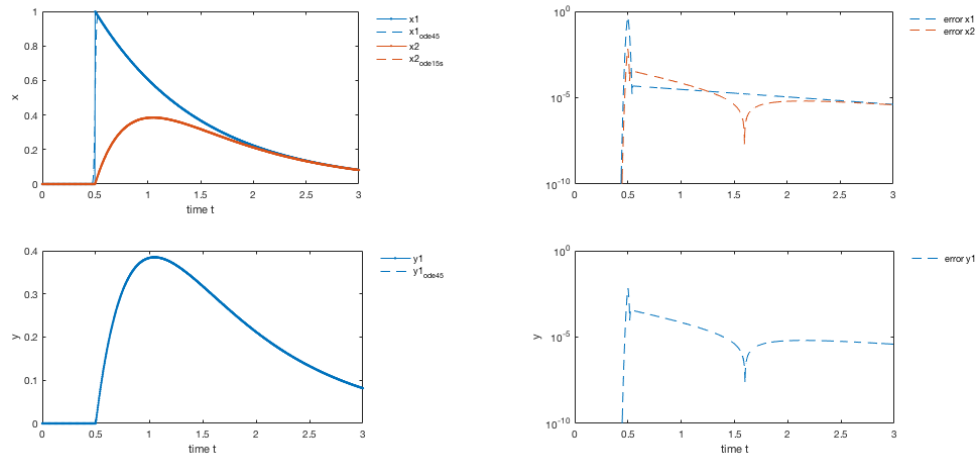 x
1
0.8
0.6
0.4
0.2
0
0 0.5 1 1.5 2 2.5 3
time t
x1
x1ode45
x2
x2ode15s
10^0
10^-5
10^-10
0 0.5 1 1.5 2 2.5 3
error x1
error x2
y
0.4
0.3
0.2
0.1
0
0 0.5 1 1.5 2 2.5 3
time t
y1
y1ode45
y
10^0
10^-5
10^-10
0 0.5 1 1.5 2 2.5 3
time t
error y1